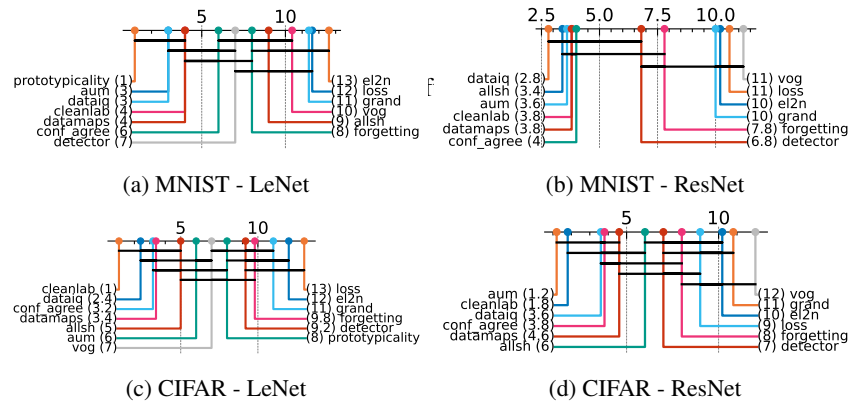 5 10
prototypicality (1) (13) el2n
aum (3) (12) loss
dataiq (3) (11) grand
cleanlab (4) (10) vog
datamaps (4) (9) allsh
conf_agree (6) (8) forgetting
detector (7)
(a) MNIST - LeNet
2.5 5.0 7.5 10.0
dataiq (2.8) (11) vog
allsh (3.4) (11) loss
aum (3.6) (10) el2n
cleanlab (3.8) (10) grand
datamaps (3.8) (7.8) forgetting
conf_agree (4) (6.8) detector
(b) MNIST - ResNet
5 10
cleanlab (1) (13) loss
dataiq (2.4) (12) el2n
conf_agree (3.2) (11) grand
datamaps (3.4) (9.8) forgetting
allsh (5) (9.2) detector
aum (6) (8) prototypicality
vog (7)
(c) CIFAR - LeNet
5 10
aum (1.2) (12) vog
cleanlab (1.8) (11) grand
dataiq (3.6) (10) el2n
conf_agree (3.8) (9) loss
datamaps (4.6) (8) forgetting
allsh (6) (7) detector
(d) CIFAR - ResNet